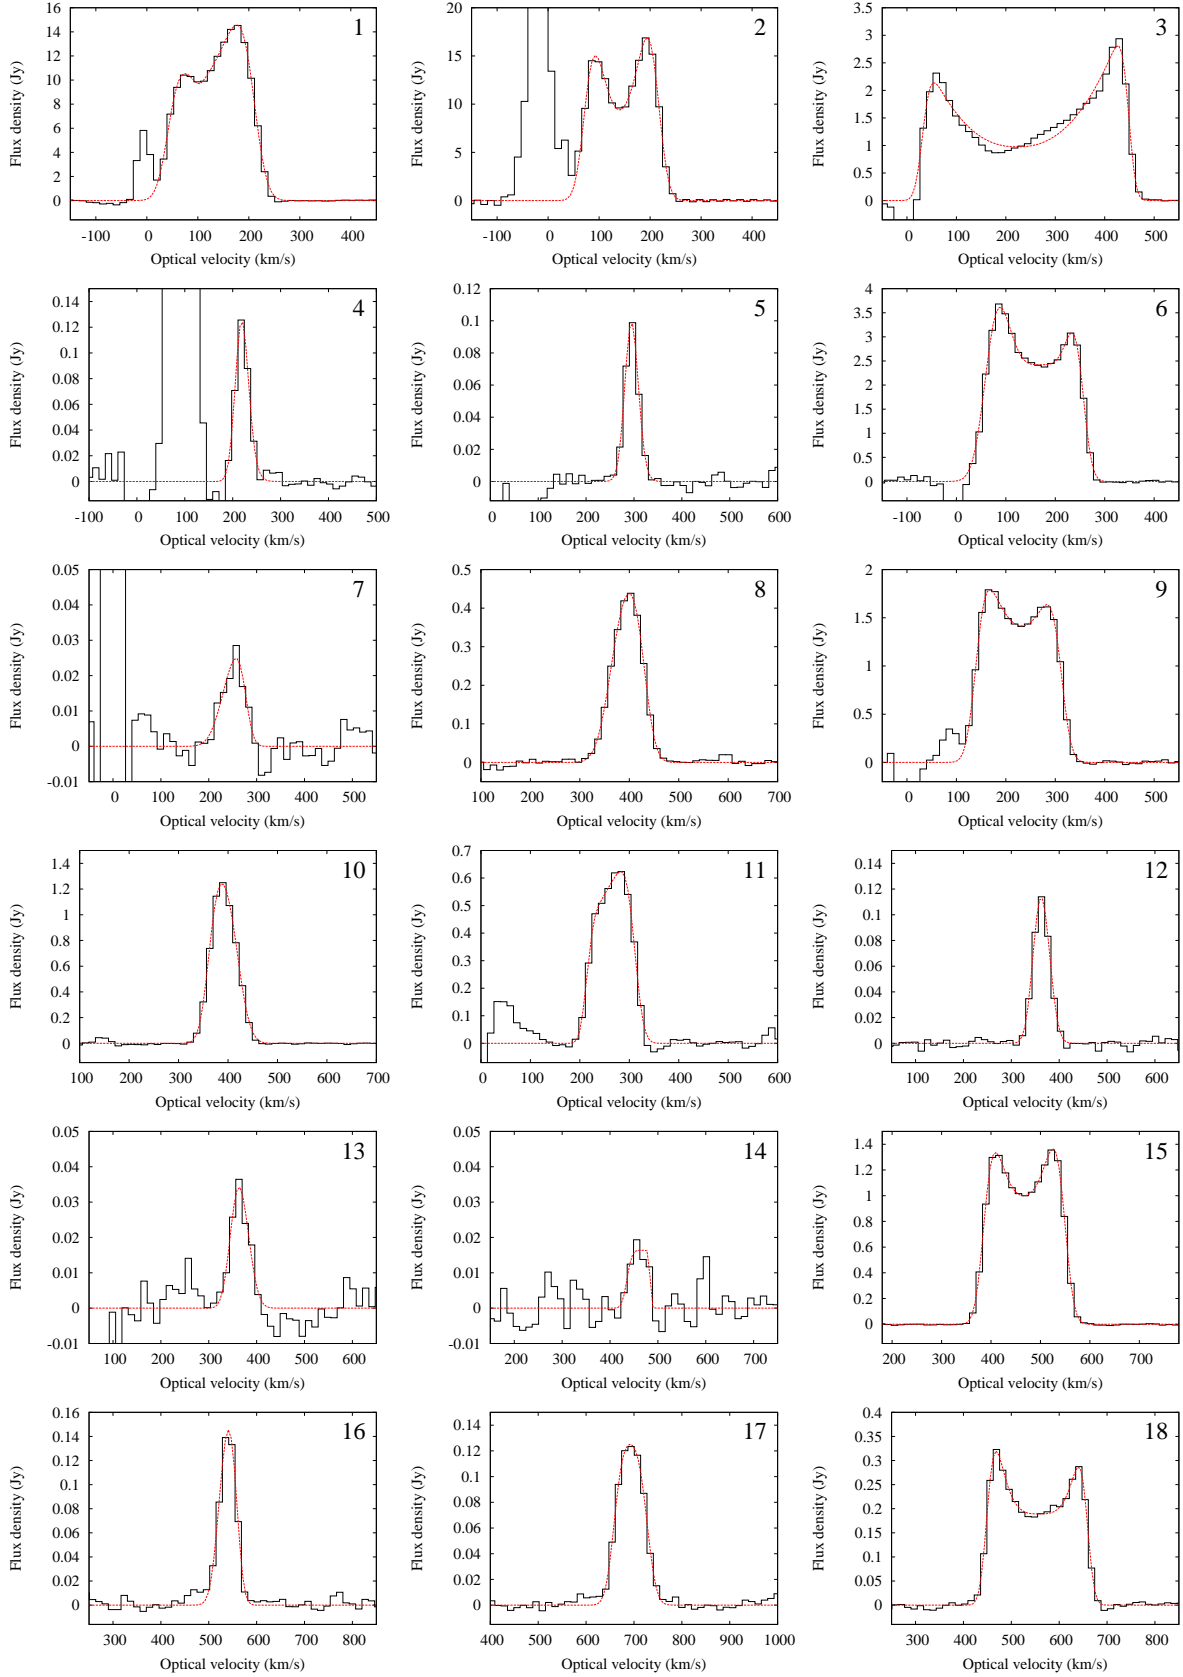 1
Flux density (Jy)
16
14
12
10
8
6
4
2
0
-100 0 100 200 300 400
Optical velocity (km/s)
2
Flux density (Jy)
20
15
10
5
0
-100 0 100 200 300 400
Optical velocity (km/s)
3
Flux density (Jy)
3.5
3
2.5
2
1.5
1
0.5
0
0 100 200 300 400 500
Optical velocity (km/s)
4
Flux density (Jy)
0.14
0.12
0.1
0.08
0.06
0.04
0.02
0
-100 0 100 200 300 400 500
Optical velocity (km/s)
5
Flux density (Jy)
0.12
0.1
0.08
0.06
0.04
0.02
0
0 100 200 300 400 500 600
Optical velocity (km/s)
6
Flux density (Jy)
4
3.5
3
2.5
2
1.5
1
0.5
0
-100 0 100 200 300 400
Optical velocity (km/s)
7
Flux density (Jy)
0.05
0.04
0.03
0.02
0.01
0
-0.01
0 100 200 300 400 500
Optical velocity (km/s)
8
Flux density (Jy)
0.5
0.4
0.3
0.2
0.1
0
100 200 300 400 500 600 700
Optical velocity (km/s)
9
Flux density (Jy)
2
1.5
1
0.5
0
0 100 200 300 400 500
Optical velocity (km/s)
10
Flux density (Jy)
1.4
1.2
1
0.8
0.6
0.4
0.2
0
100 200 300 400 500 600 700
Optical velocity (km/s)
11
Flux density (Jy)
0.7
0.6
0.5
0.4
0.3
0.2
0.1
0
0 100 200 300 400 500 600
Optical velocity (km/s)
12
Flux density (Jy)
0.14
0.12
0.1
0.08
0.06
0.04
0.02
0
100 200 300 400 500 600
Optical velocity (km/s)
13
Flux density (Jy)
0.05
0.04
0.03
0.02
0.01
0
-0.01
100 200 300 400 500 600
Optical velocity (km/s)
14
Flux density (Jy)
0.05
0.04
0.03
0.02
0.01
0
-0.01
200 300 400 500 600 700
Optical velocity (km/s)
15
Flux density (Jy)
1.4
1.2
1
0.8
0.6
0.4
0.2
0
200 300 400 500 600 700
Optical velocity (km/s)
16
Flux density (Jy)
0.16
0.14
0.12
0.1
0.08
0.06
0.04
0.02
0
300 400 500 600 700 800
Optical velocity (km/s)
17
Flux density (Jy)
0.14
0.12
0.1
0.08
0.06
0.04
0.02
0
400 500 600 700 800 900 1000
Optical velocity (km/s)
18
Flux density (Jy)
0.4
0.35
0.3
0.25
0.2
0.15
0.1
0.05
0
300 400 500 600 700 800
Optical velocity (km/s)